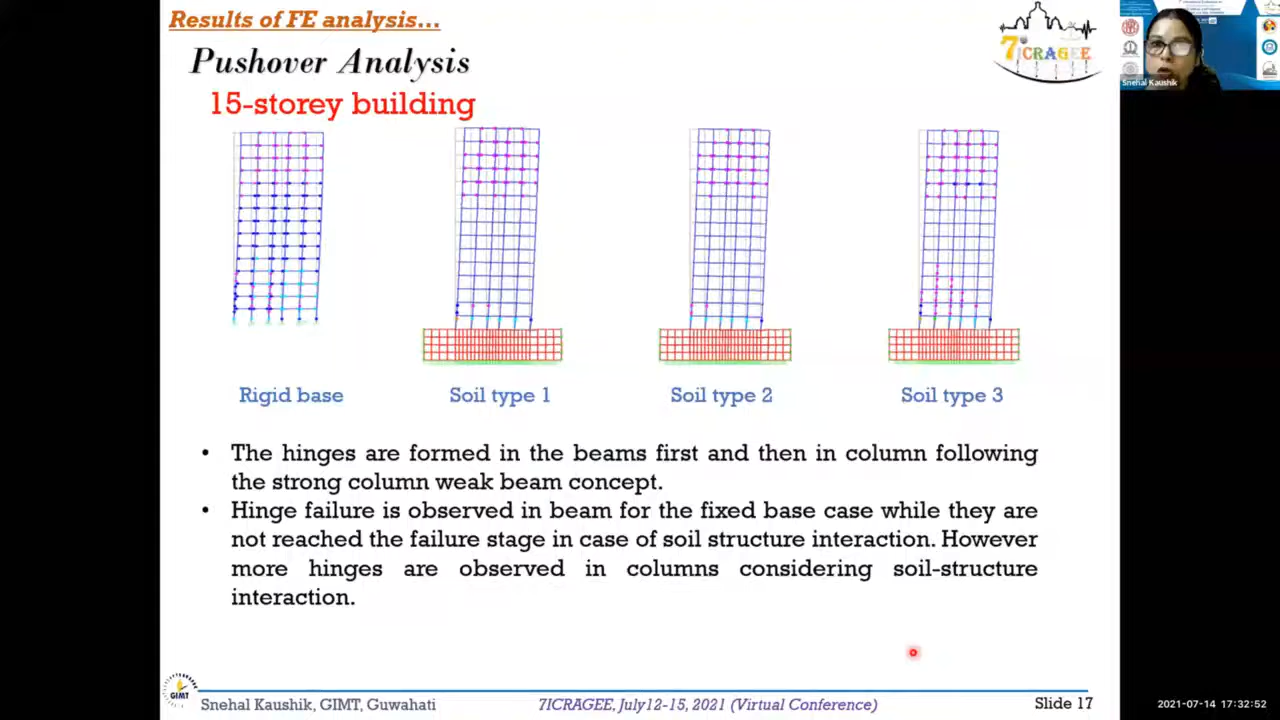 Results of FE analysis...
Pushover Analysis
15-storey building
7ICRAGEE
Snehal Kaushik
Rigid base
Soil type 1
Soil type 2
Soil type 3
• The hinges are formed in the beams first and then in column following
the strong column weak beam concept.
• Hinge failure is observed in beam for the fixed base case while they are
not reached the failure stage in case of soil structure interaction. However
more hinges are observed in columns considering soil-structure
interaction.
GIMT
Snehal Kaushik, GIMT, Guwahati
7ICRAGEE, July12-15, 2021 (Virtual Conference)
Slide 17
2021-07-14 17:32:52